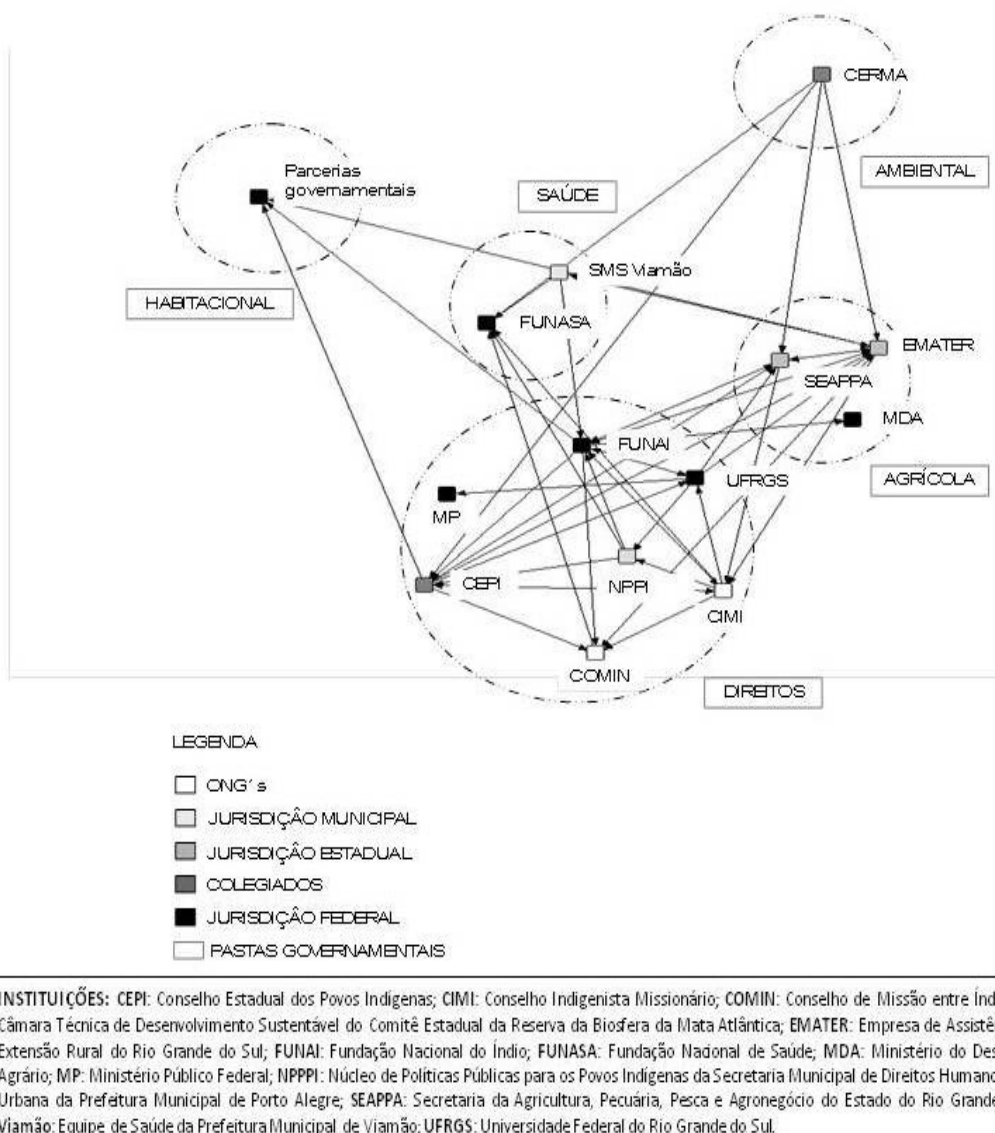 CERMA
AMBIENTAL
Parcerias
governamentais
SAÚDE
SMS Viamão
HABITACIONAL
FUNASA
EMATER
SEAPPA
MDA
FUNAI
UFRGS
AGRÍCOLA
MP
CEPI
NPPI
CIMI
COMIN
DIREITOS
LEGENDA
ONG´s
JURISDIÇÂO MUNICIPAL
JURISDIÇÂO ESTADUAL
COLEGIADOS
JURISDIÇÂO FEDERAL
PASTAS GOVERNAMENTAIS
INSTITUIÇÕES: CEPI: Conselho Estadual dos Povos Indígenas; CIMI: Conselho Indigenista Missionário; COMIN: Conselho de Missão entre Índ
Câmara Técnica de Desenvolvimento Sustentável do Comitê Estadual da Reserva da Biosfera da Mata Atlântica; EMATER: Empresa de Assistê
Extensão Rural do Rio Grande do Sul; FUNAI: Fundação Nacional do Índio; FUNASA: Fundação Nacional de Saúde; MDA: Ministério do Des
Agrário; MP: Ministério Público Federal; NPPPI: Núcleo de Políticas Públicas para os Povos Indígenas da Secretaria Municipal de Direitos Humano
Urbana da Prefeitura Municipal de Porto Alegre; SEAPPA: Secretaria da Agricultura, Pecuária, Pesca e Agronegócio do Estado do Rio Grande
Viamão: Equipe de Saúde da Prefeitura Municipal de Viamão; UFRGS: Universidade Federal do Rio Grande do Sul.